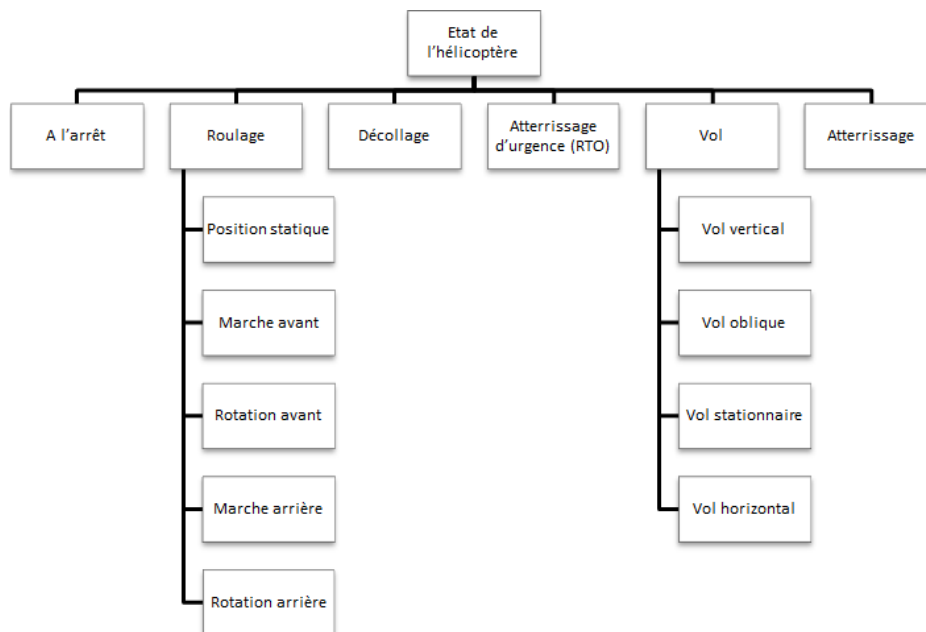 Etat de
l'hélicoptère
A l'arrêt
Roulage
Décollage
Atterrissage
d'urgence (RTO)
Vol
Atterrissage
Position statique
Marche avant
Rotation avant
Marche arrière
Rotation arrière
Vol vertical
Vol oblique
Vol stationnaire
Vol horizontal